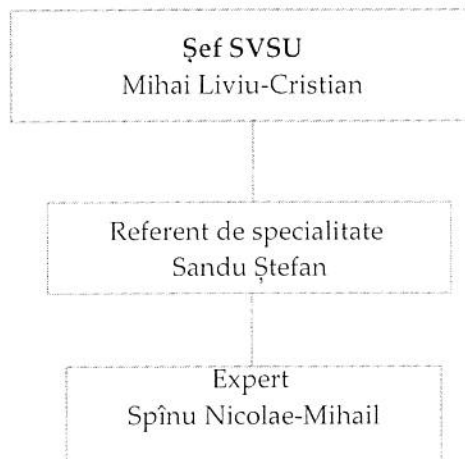 Șef SVSU
Mihai Liviu-Cristian
Referent de specialitate
Sandu Ștefan
Expert
Spînu Nicolae-Mihail